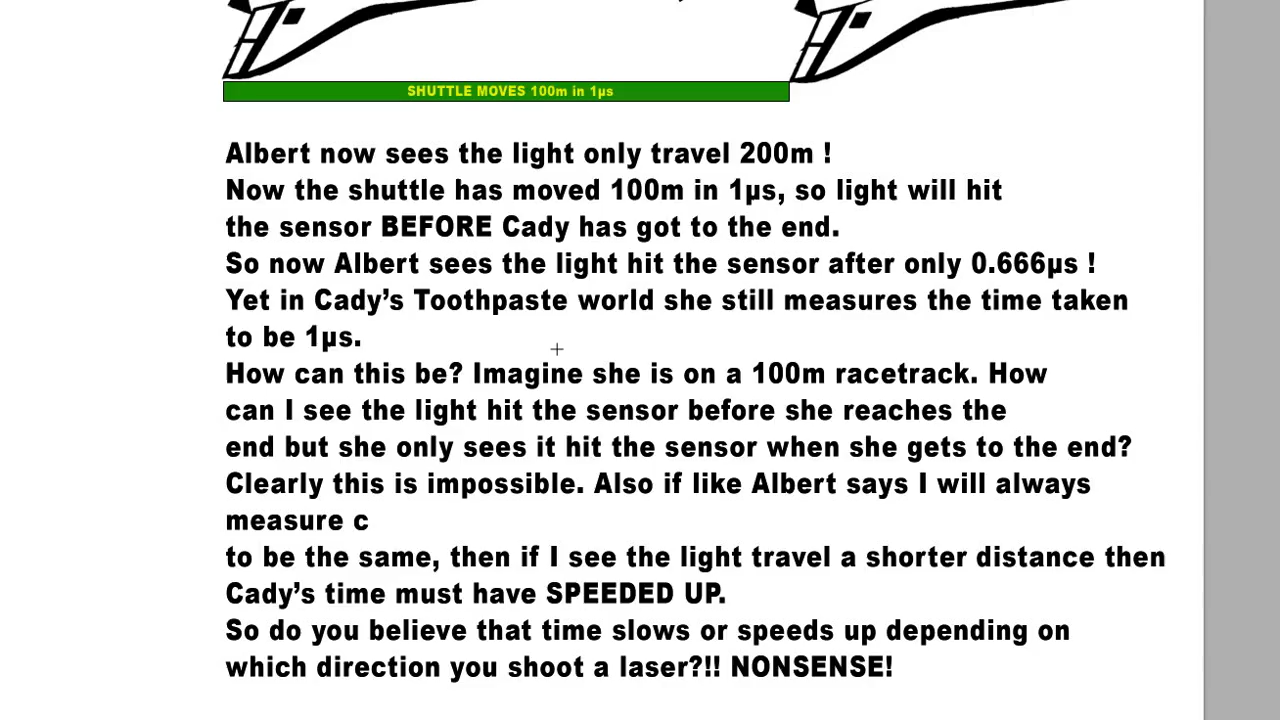 SHUTTLE MOVES 100m in 1µs
Albert now sees the light only travel 200m !
Now the shuttle has moved 100m in 1µs, so light will hit
the sensor BEFORE Cady has got to the end.
So now Albert sees the light hit the sensor after only 0.666µs !
Yet in Cady’s Toothpaste world she still measures the time taken
to be 1µs.
How can this be? Imagine she is on a 100m racetrack. How
can I see the light hit the sensor before she reaches the
end but she only sees it hit the sensor when she gets to the end?
Clearly this is impossible. Also if like Albert says I will always
measure c
to be the same, then if I see the light travel a shorter distance then
Cady’s time must have SPEEDED UP.
So do you believe that time slows or speeds up depending on
which direction you shoot a laser?!! NONSENSE!